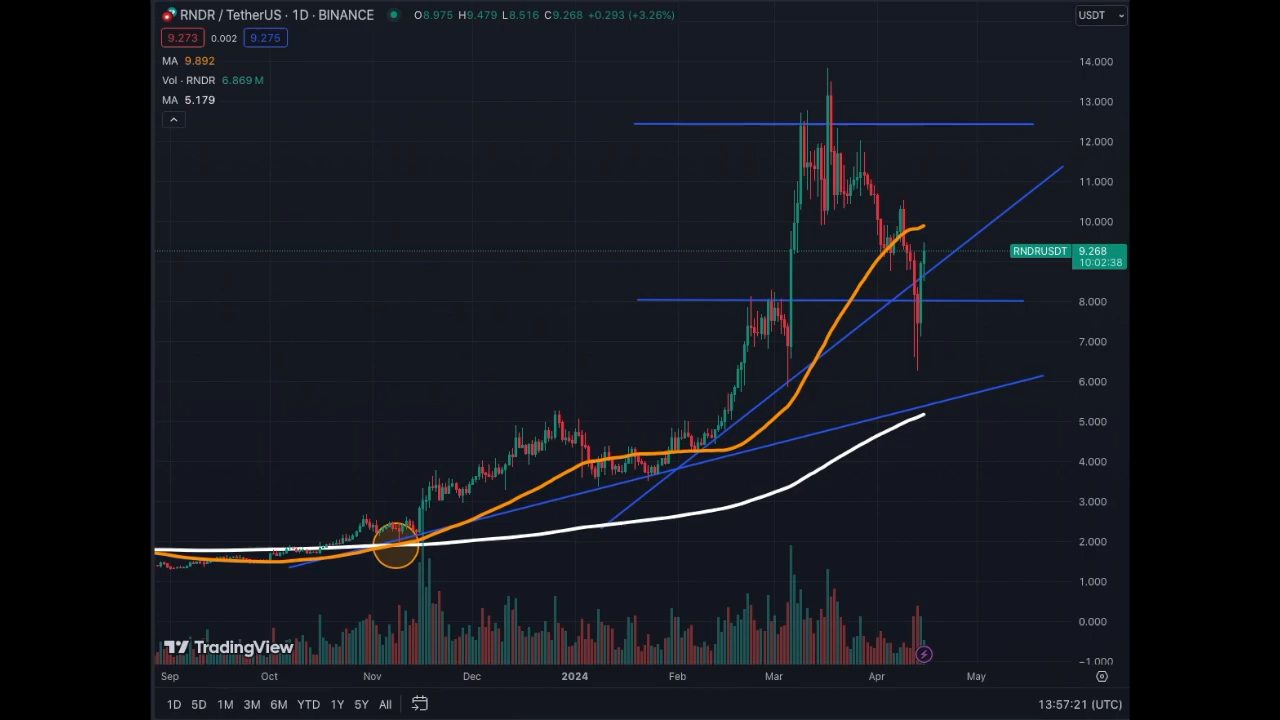 RNDR / TetherUS · 1D · BINANCE O8.975 H9.479 L8.516 C9.268 +0.293 (+3.26%)
USDT
9.273 0.002 9.275
MA 9.892
Vol · RNDR 6.869 M
MA 5.179
14.000
13.000
12.000
11.000
10.000
RNDRUSDT 9.268
10:02:38
8.000
7.000
6.000
5.000
4.000
3.000
2.000
1.000
0.000
−1.000
TradingView
Sep Oct Nov Dec 2024 Feb Mar Apr May
1D 5D 1M 3M 6M YTD 1Y 5Y All 13:57:21 (UTC)